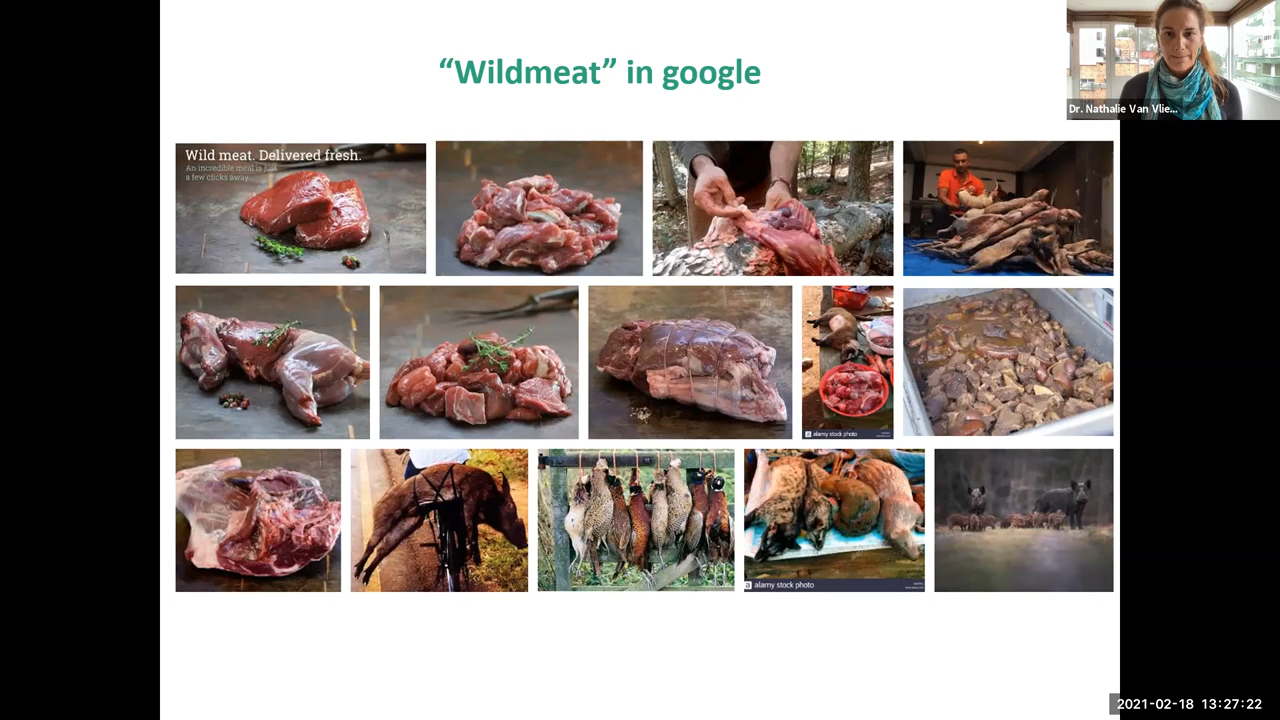 “Wildmeat” in google
Dr. Nathalie Van Vlie...
Wild meat. Delivered fresh.
An incredible meal is just
a few clicks away...
a alamy stock photo
a alamy stock photo
2021-02-18 13:27:22